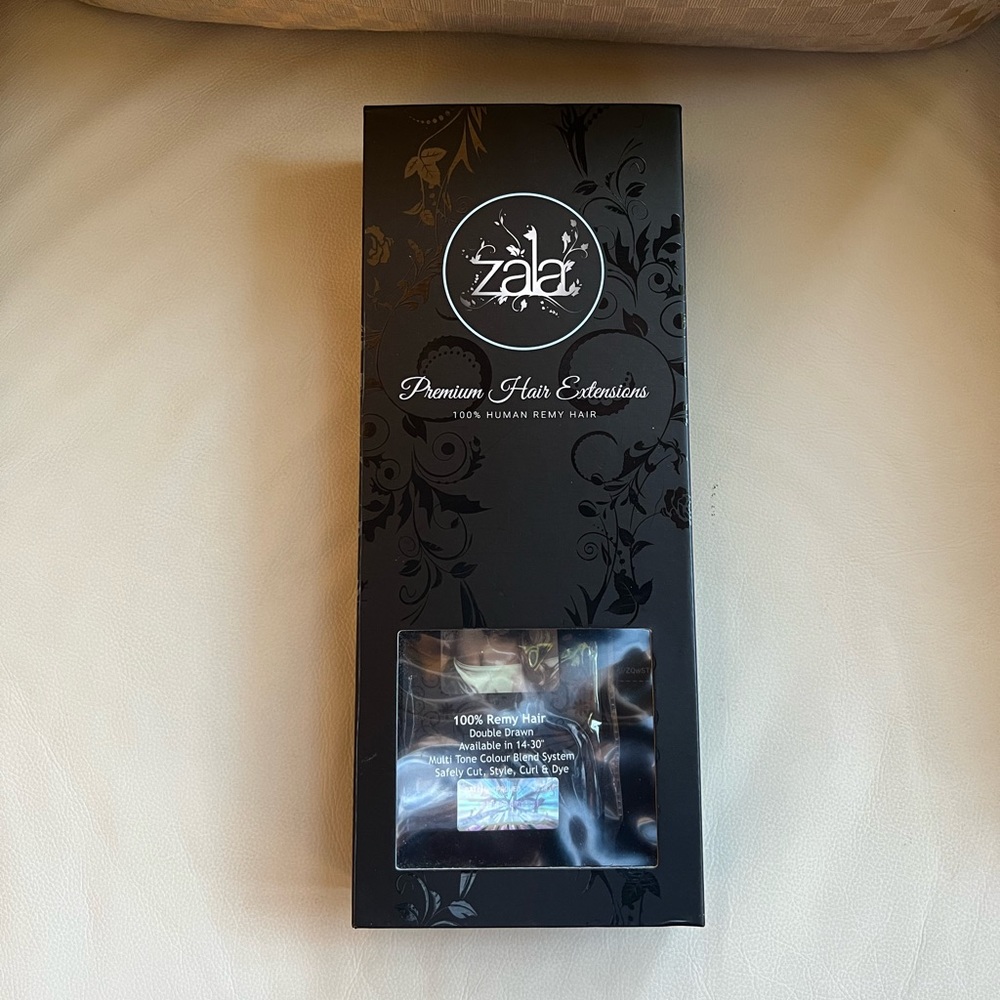 zala
Premium Hair Extensions
100% HUMAN REMY HAIR
100% Remy Hair
Double Drawn
Available in 14-30"
Multi Tone Colour Blend System
Safely Cut, Style, Curl & Dye
zala